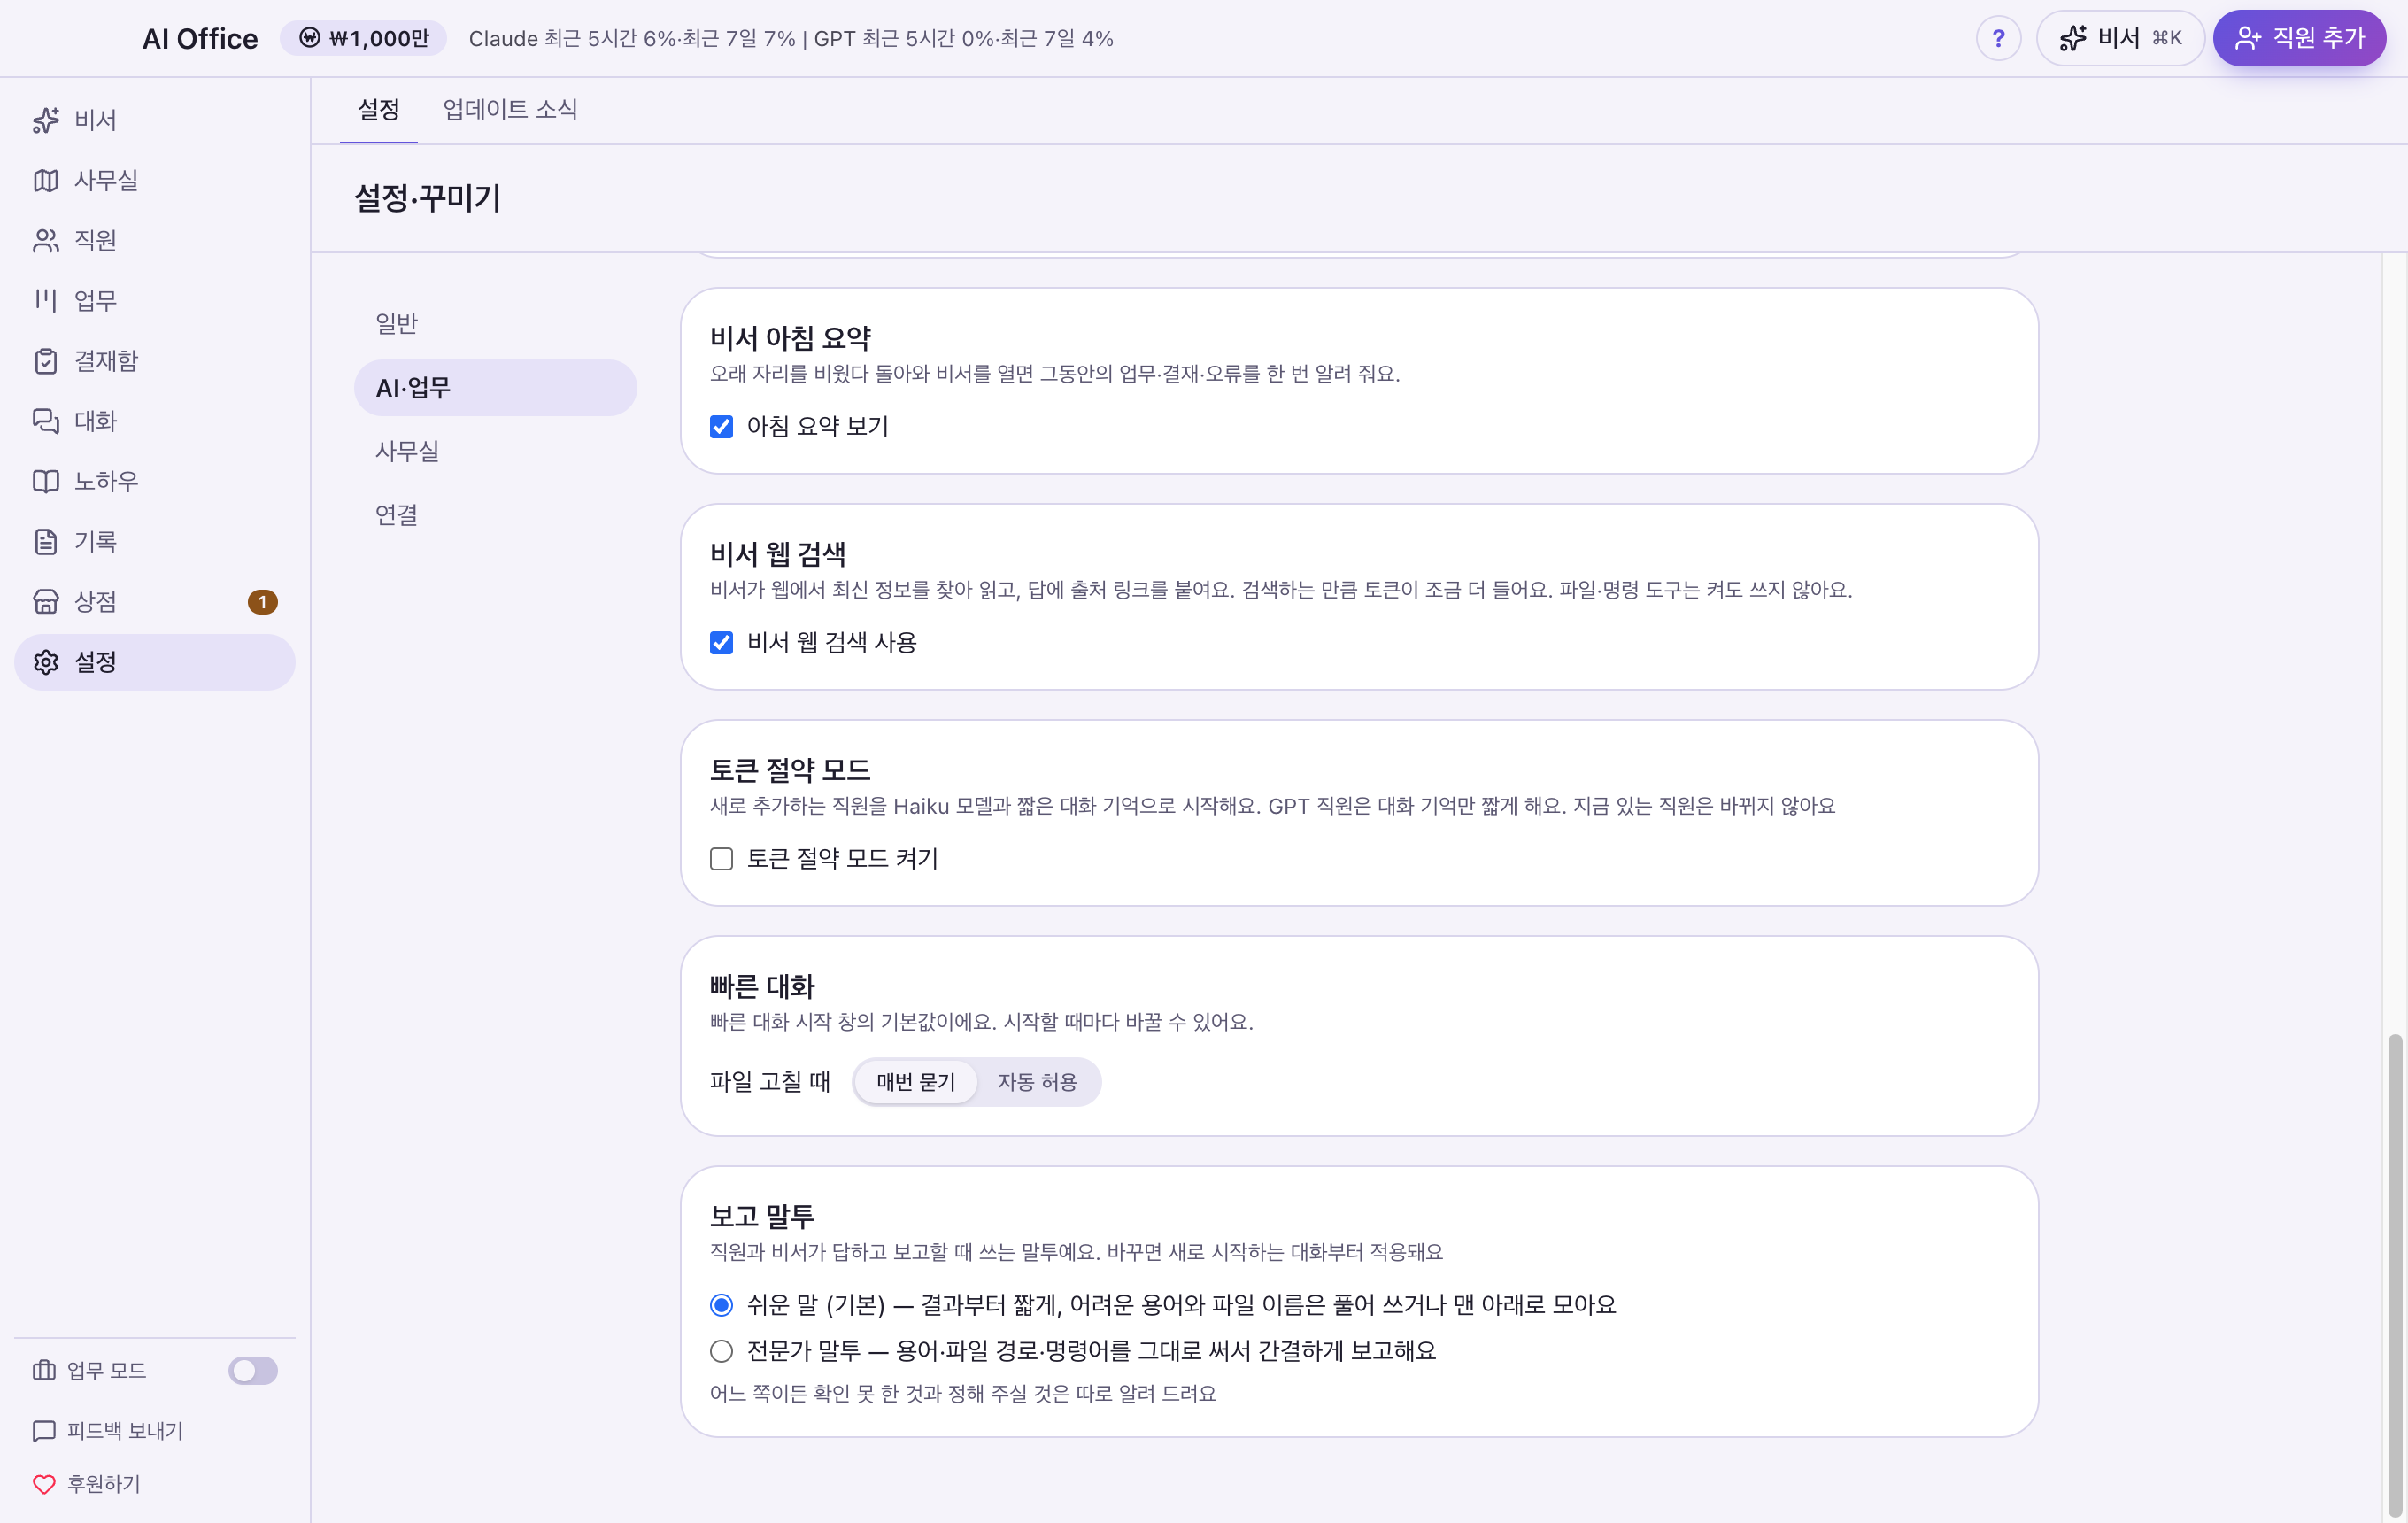 AI Office
₩1,000만
Claude 최근 5시간 6%·최근 7일 7% | GPT 최근 5시간 0%·최근 7일 4%
?
비서 ⌘K
직원 추가
비서
사무실
직원
업무
결재함
대화
노하우
기록
상점 1
설정
업무 모드
피드백 보내기
후원하기
설정
업데이트 소식
설정·꾸미기
일반
AI·업무
사무실
연결
비서 아침 요약
오래 자리를 비웠다 돌아와 비서를 열면 그동안의 업무·결재·오류를 한 번 알려 줘요.
아침 요약 보기
비서 웹 검색
비서가 웹에서 최신 정보를 찾아 읽고, 답에 출처 링크를 붙여요. 검색하는 만큼 토큰이 조금 더 들어요. 파일·명령 도구는 켜도 쓰지 않아요.
비서 웹 검색 사용
토큰 절약 모드
새로 추가하는 직원을 Haiku 모델과 짧은 대화 기억으로 시작해요. GPT 직원은 대화 기억만 짧게 해요. 지금 있는 직원은 바뀌지 않아요
토큰 절약 모드 켜기
빠른 대화
빠른 대화 시작 창의 기본값이에요. 시작할 때마다 바꿀 수 있어요.
파일 고칠 때
매번 묻기
자동 허용
보고 말투
직원과 비서가 답하고 보고할 때 쓰는 말투예요. 바꾸면 새로 시작하는 대화부터 적용돼요
쉬운 말 (기본) — 결과부터 짧게, 어려운 용어와 파일 이름은 풀어 쓰거나 맨 아래로 모아요
전문가 말투 — 용어·파일 경로·명령어를 그대로 써서 간결하게 보고해요
어느 쪽이든 확인 못 한 것과 정해 주실 것은 따로 알려 드려요